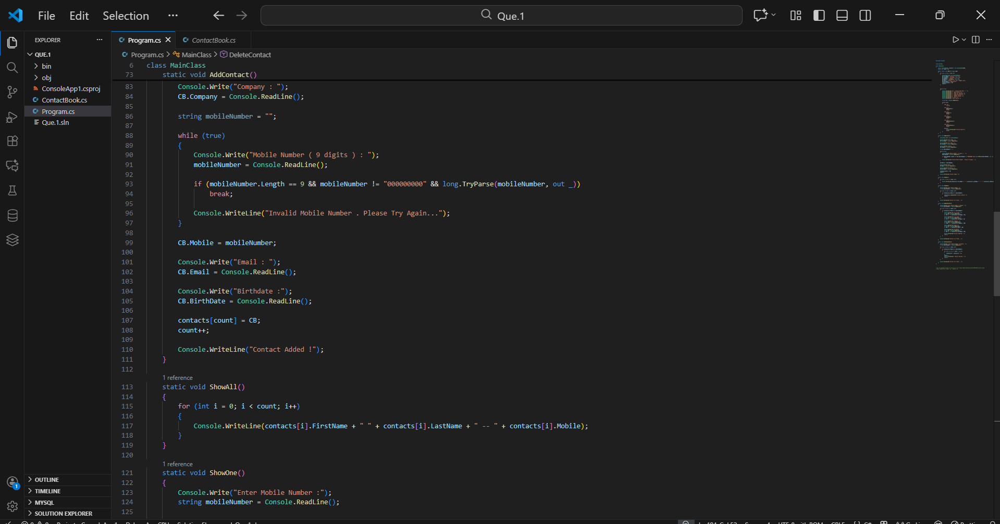 File Edit Selection ···
Que.1
EXPLORER ···
QUE.1
bin
obj
ConsoleApp1.csproj
ContactBook.cs
Program.cs
Que.1.sln
OUTLINE
TIMELINE
MYSQL
SOLUTION EXPLORER
1
Program.cs
ContactBook.cs
Program.cs > MainClass > DeleteContact
6 class MainClass
73 static void AddContact()
83 Console.Write("Company : ");
84 CB.Company = Console.ReadLine();
85
86 string mobileNumber = "";
87
88 while (true)
89 {
90 Console.Write("Mobile Number ( 9 digits ) : ");
91 mobileNumber = Console.ReadLine();
92
93 if (mobileNumber.Length == 9 && mobileNumber != "000000000" && long.TryParse(mobileNumber, out _))
94 break;
95
96 Console.WriteLine("Invalid Mobile Number . Please Try Again...");
97 }
98
99 CB.Mobile = mobileNumber;
100
101 Console.Write("Email : ");
102 CB.Email = Console.ReadLine();
103
104 Console.Write("Birthdate :");
105 CB.BirthDate = Console.ReadLine();
106
107 contacts[count] = CB;
108 count++;
109
110 Console.WriteLine("Contact Added !");
111 }
112
1 reference
113 static void ShowAll()
114 {
115 for (int i = 0; i < count; i++)
116 {
117 Console.WriteLine(contacts[i].FirstName + " " + contacts[i].LastName + " -- " + contacts[i].Mobile);
118 }
119 }
120
1 reference
121 static void ShowOne()
122 {
123 Console.Write("Enter Mobile Number :");
124 string mobileNumber = Console.ReadLine();
125